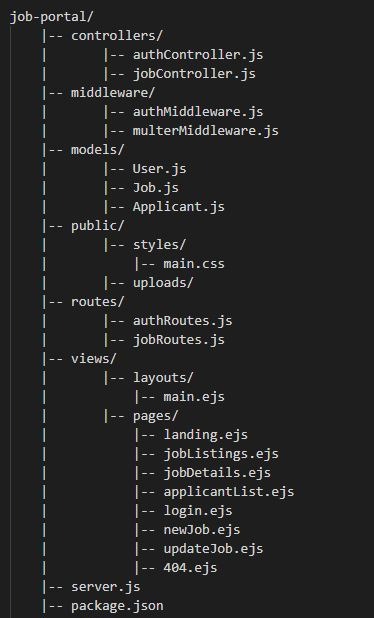 job-portal/
    |-- controllers/
    |       |-- authController.js
    |       |-- jobController.js
    |-- middleware/
    |       |-- authMiddleware.js
    |       |-- multerMiddleware.js
    |-- models/
    |       |-- User.js
    |       |-- Job.js
    |       |-- Applicant.js
    |-- public/
    |       |-- styles/
    |           |-- main.css
    |       |-- uploads/
    |-- routes/
    |       |-- authRoutes.js
    |       |-- jobRoutes.js
    |-- views/
    |       |-- layouts/
    |       |   |-- main.ejs
    |       |-- pages/
    |           |-- landing.ejs
    |           |-- jobListings.ejs
    |           |-- jobDetails.ejs
    |           |-- applicantList.ejs
    |           |-- login.ejs
    |           |-- newJob.ejs
    |           |-- updateJob.ejs
    |           |-- 404.ejs
    |-- server.js
    |-- package.json